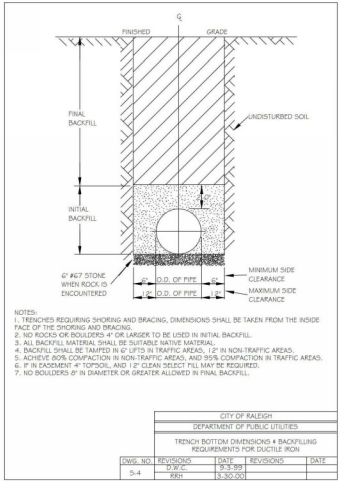 ℄
FINISHED GRADE
FINAL
BACKFILL
UNDISTURBED SOIL
2'-0"
INITIAL
BACKFILL
6" #67 STONE
WHEN ROCK IS
ENCOUNTERED
6" O.D. OF PIPE 6"
12" O.D. OF PIPE 12"
MINIMUM SIDE
CLEARANCE
MAXIMUM SIDE
CLEARANCE
NOTES:
1. TRENCHES REQUIRING SHORING AND BRACING, DIMENSIONS SHALL BE TAKEN FROM THE INSIDE
FACE OF THE SHORING AND BRACING.
2. NO ROCKS OR BOULDERS 4" OR LARGER TO BE USED IN INITIAL BACKFILL.
3. ALL BACKFILL MATERIAL SHALL BE SUITABLE NATIVE MATERIAL.
4. BACKFILL SHALL BE TAMPED IN 6" LIFTS IN TRAFFIC AREAS, 12" IN NON-TRAFFIC AREAS.
5. ACHIEVE 80% COMPACTION IN NON-TRAFFIC AREAS, AND 95% COMPACTION IN TRAFFIC AREAS.
6. IF IN EASEMENT 4" TOPSOIL, AND 12" CLEAN SELECT FILL MAY BE REQUIRED.
7. NO BOULDERS 8" IN DIAMETER OR GREATER ALLOWED IN FINAL BACKFILL.
CITY OF RALEIGH
DEPARTMENT OF PUBLIC UTILITIES
TRENCH BOTTOM DIMENSIONS # BACKFILLING
REQUIREMENTS FOR DUCTILE IRON
DWG. NO. REVISIONS DATE REVISIONS DATE
S-4
D.W.C. 9-3-99
RRH 3-30-00